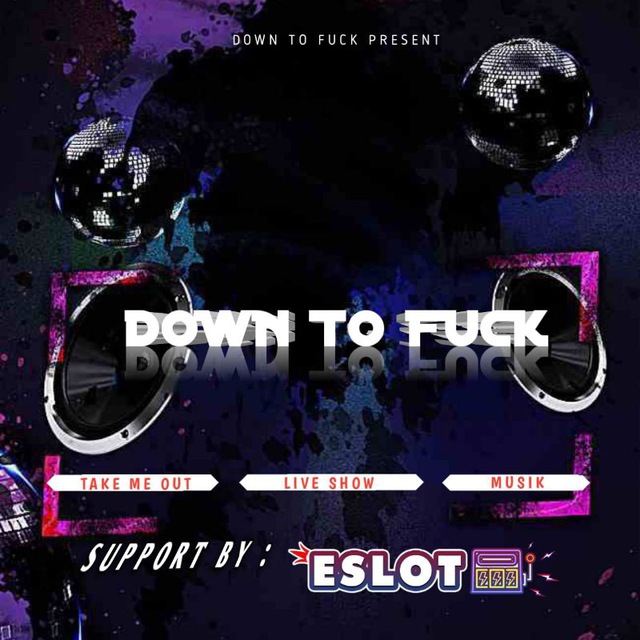 DOWN TO FUCK PRESENT
DOWN TO FUCK
TAKE ME OUT
LIVE SHOW
MUSIK
SUPPORT BY :
ESLOT